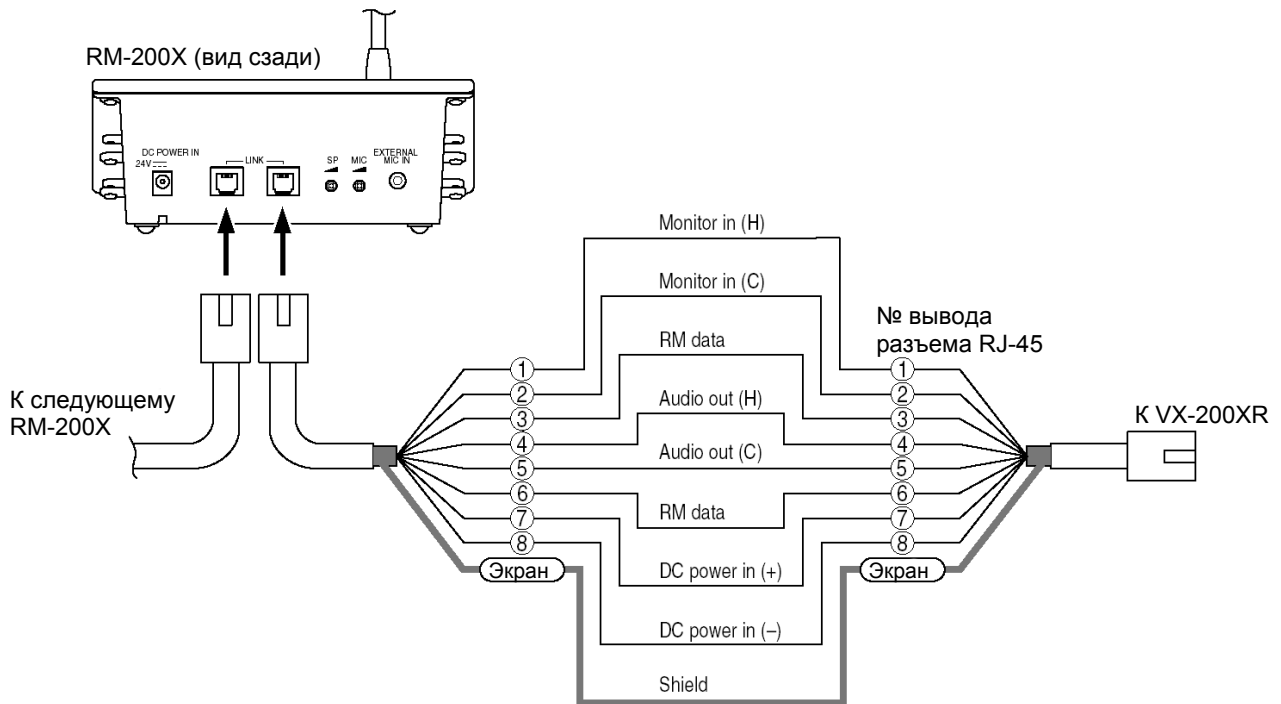 RM-200X (вид сзади)
DC POWER IN
24V
LINK
SP
MIC
EXTERNAL
MIC IN
К следующему
RM-200X
Monitor in (H)
Monitor in (C)
RM data
Audio out (H)
Audio out (C)
RM data
DC power in (+)
DC power in (–)
Shield
1
2
3
4
5
6
7
8
Экран
№ вывода
разъема RJ-45
1
2
3
4
5
6
7
8
Экран
К VX-200XR